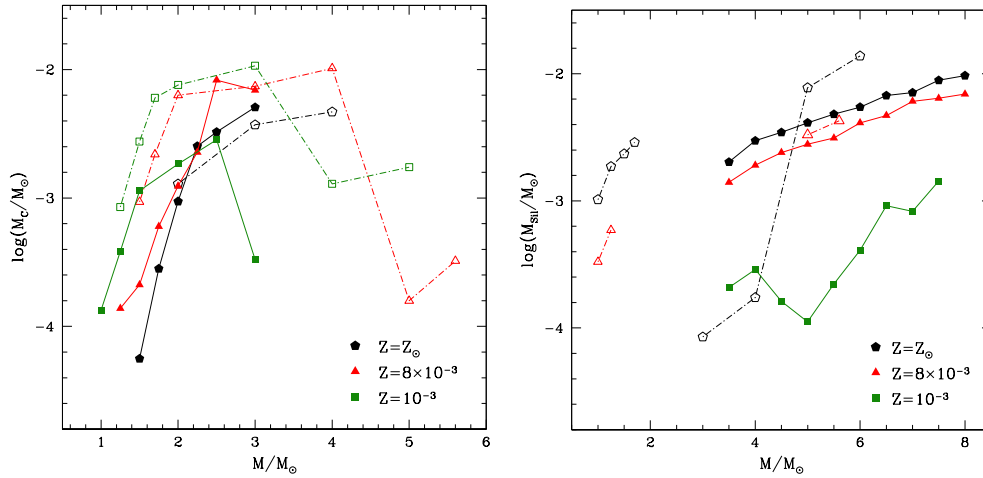 log(M_C/M_⊙)
-2
-3
-4
Z=Z_⊙
Z=8×10⁻³
Z=10⁻³
1 2 3 4 5 6
M/M_⊙
log(M_Sil/M_⊙)
-2
-3
-4
Z=Z_⊙
Z=8×10⁻³
Z=10⁻³
2 4 6 8
M/M_⊙